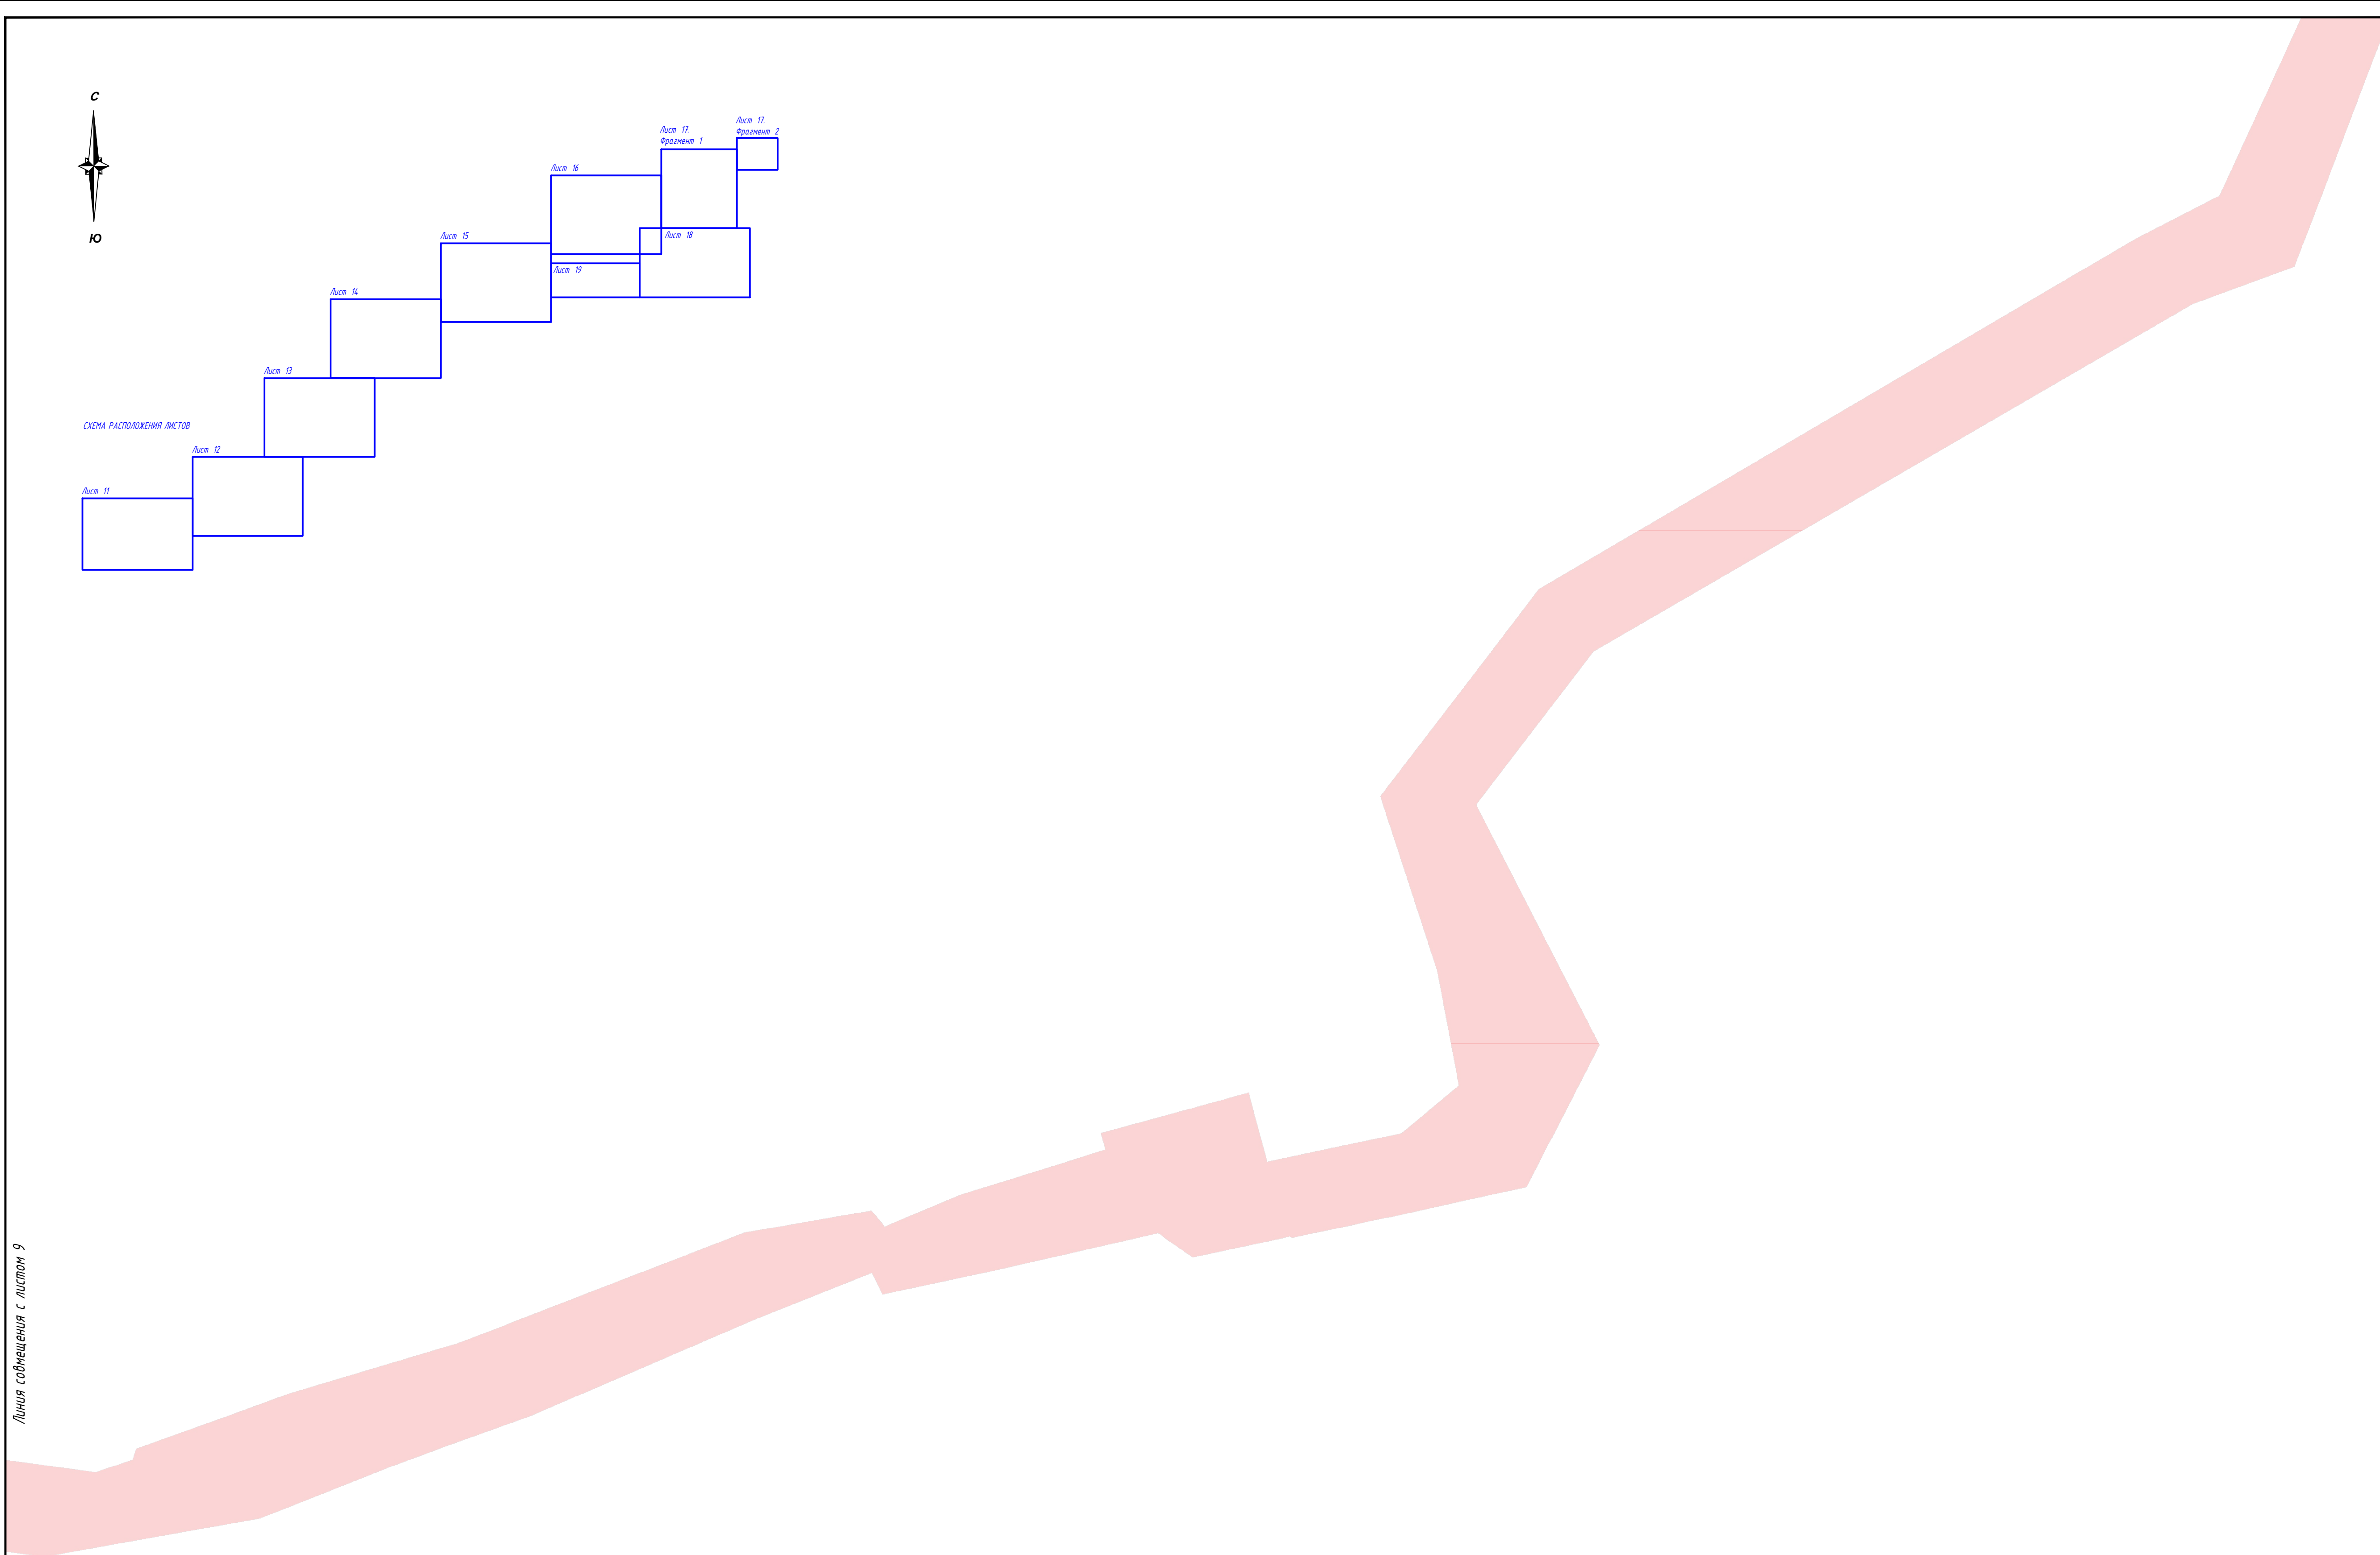 С
Ю
Лист 17.
Фрагмент 2
Лист 17.
Фрагмент 1
Лист 16
Лист 15
Лист 18
Лист 19
Лист 14
Лист 13
СХЕМА РАСПОЛОЖЕНИЯ ЛИСТОВ
Лист 12
Лист 11
Линия совмещения с листом 9